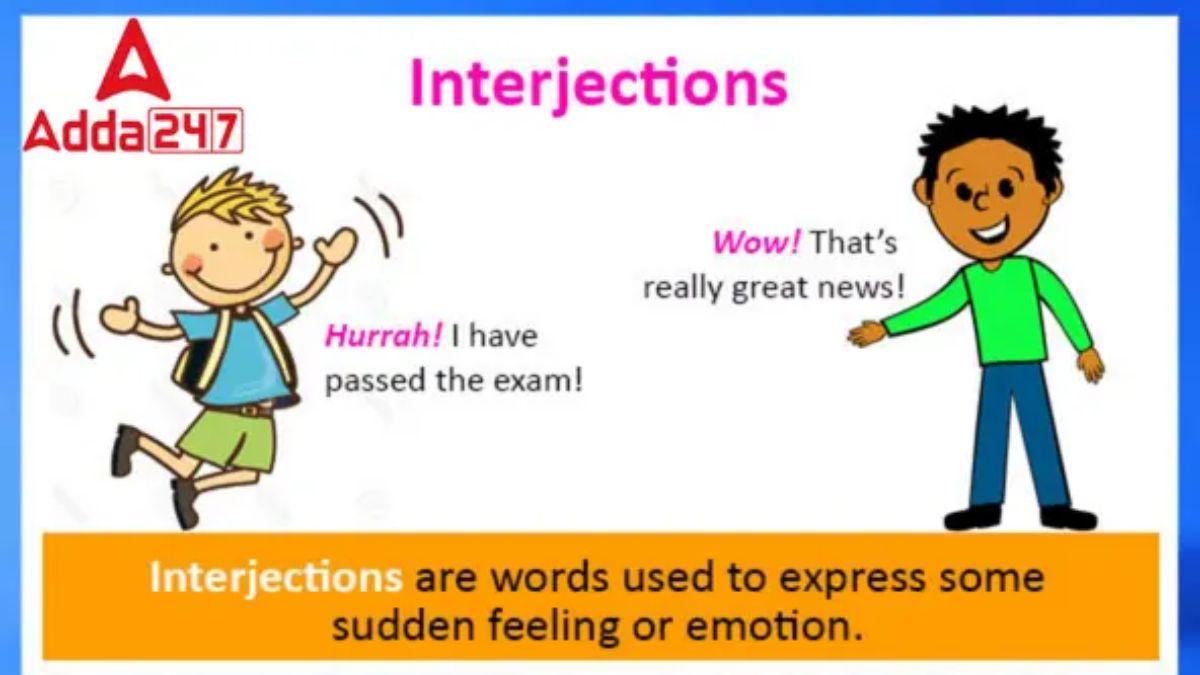 Adda247
Interjections
Wow! That's
really great news!
Hurrah! I have
passed the exam!
Interjections are words used to express some
sudden feeling or emotion.